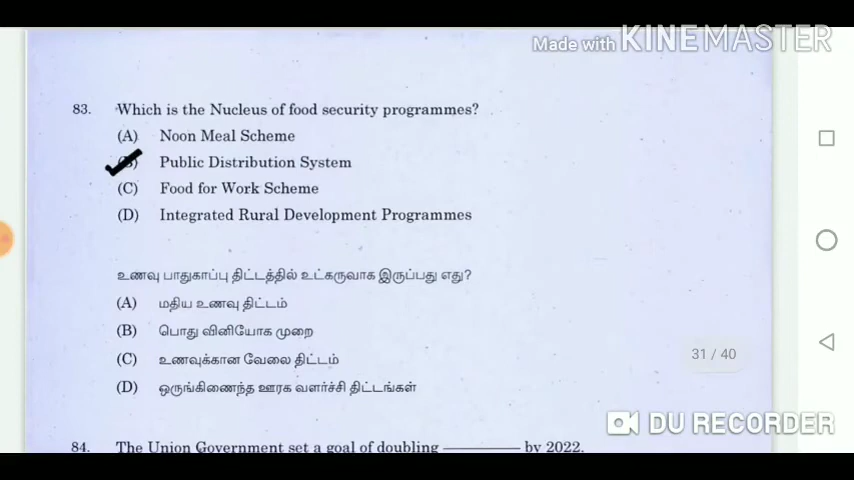 Made with KINEMASTER
83. Which is the Nucleus of food security programmes?
(A) Noon Meal Scheme
(B) Public Distribution System
(C) Food for Work Scheme
(D) Integrated Rural Development Programmes
உணவு பாதுகாப்பு திட்டத்தில் உட்கருவாக இருப்பது எது?
(A) மதிய உணவு திட்டம்
(B) பொது வினியோக முறை
(C) உணவுக்கான வேலை திட்டம்
31 / 40
(D) ஒருங்கிணைந்த ஊரக வளர்ச்சி திட்டங்கள்
DU RECORDER
84. The Union Government set a goal of doubling ــــــــ by 2022.